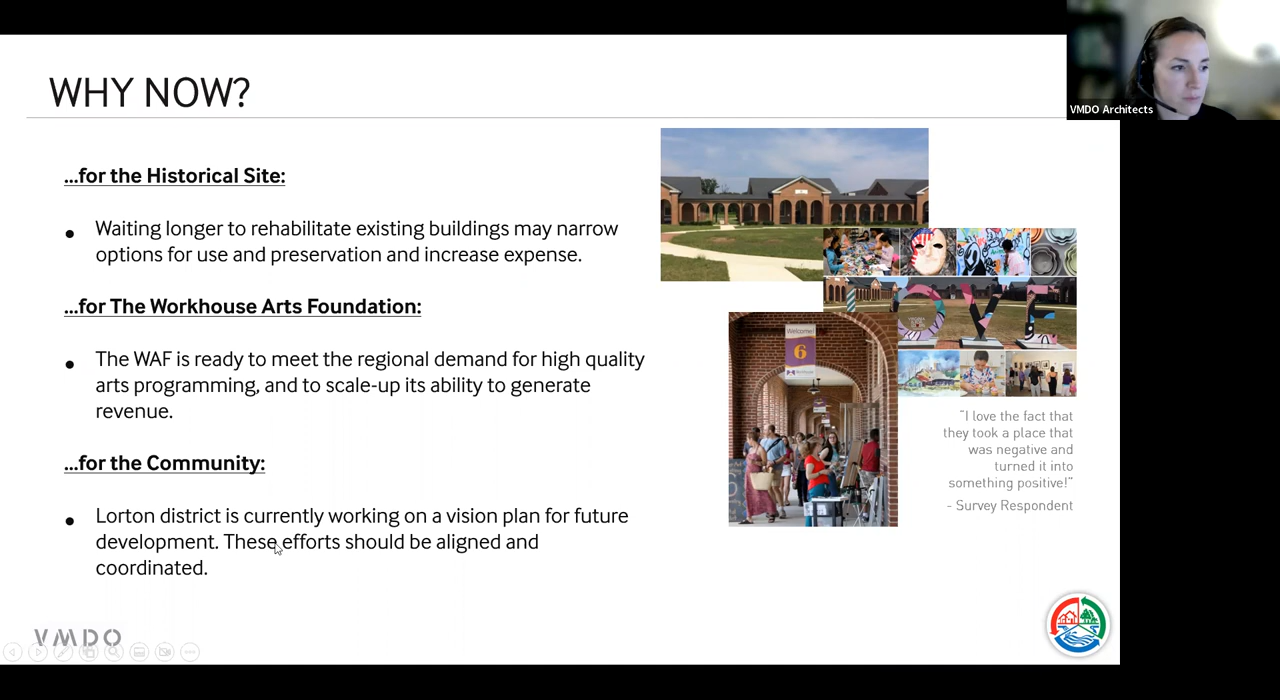 WHY NOW?
VMDO Architects
...for the Historical Site:
Waiting longer to rehabilitate existing buildings may narrow
options for use and preservation and increase expense.
...for The Workhouse Arts Foundation:
The WAF is ready to meet the regional demand for high quality
arts programming, and to scale-up its ability to generate
revenue.
...for the Community:
Lorton district is currently working on a vision plan for future
development. These efforts should be aligned and
coordinated.
OVE
Welcome!
6
"I love the fact that
they took a place that
was negative and
turned it into
something positive!"
- Survey Respondent
VMDO